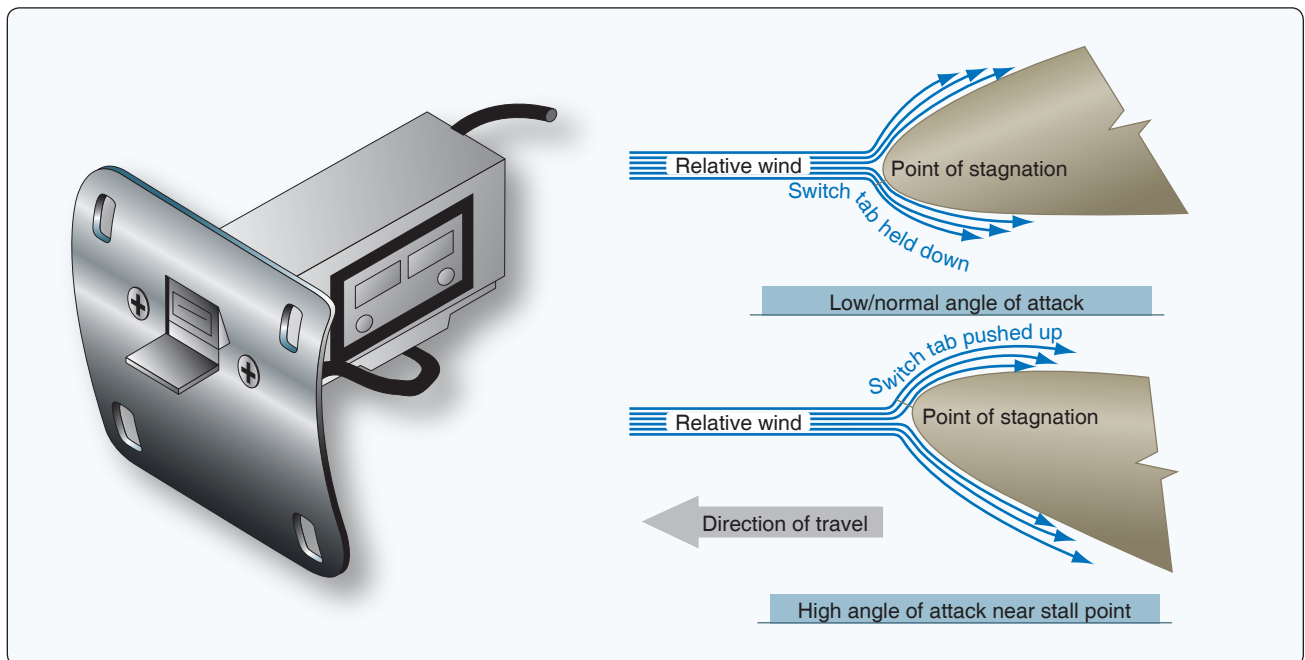 Relative wind
Point of stagnation
Switch tab held down
Low/normal angle of attack
Switch tab pushed up
Relative wind
Point of stagnation
Direction of travel
High angle of attack near stall point